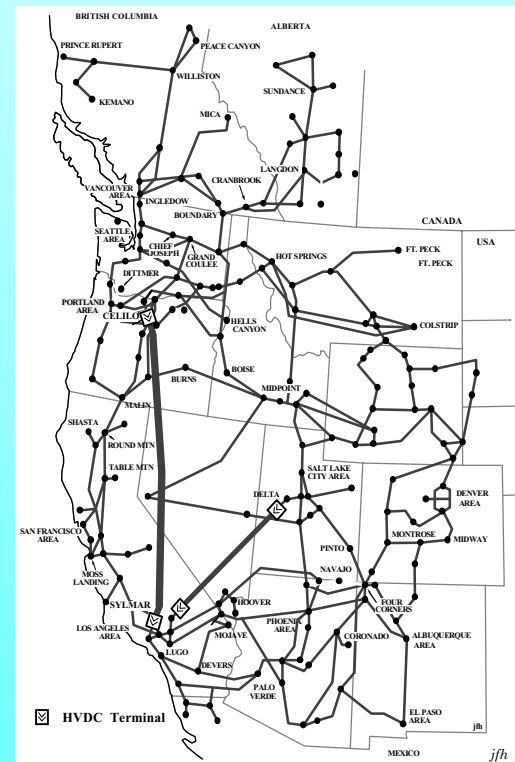 BRITISH COLUMBIA
ALBERTA
PRINCE RUPERT
PEACE CANYON
WILLISTON
SUNDANCE
KEMANO
MICA
LANGDON
CRANBROOK
VANCOUVER
AREA
INGLEDOW
BOUNDARY
CANADA
SEATTLE
AREA
CHIEF
JOSEPH
GRAND
COULEE
USA
HOT SPRINGS
FT. PECK
FT. PECK
DITTMER
PORTLAND
AREA
CELILO
HELLS
CANYON
COLSTRIP
BURNS
BOISE
MIDPOINT
MALIN
SHASTA
ROUND MTN
TABLE MTN
SALT LAKE
CITY AREA
DELTA
DENVER
AREA
SAN FRANCISCO
AREA
PINTO
MONTROSE
MIDWAY
MOSS
LANDING
NAVAJO
SYLMAR
HOOVER
FOUR
CORNERS
LOS ANGELES
AREA
MOJAVE
PHOENIX
AREA
CORONADO
ALBUQUERQUE
AREA
LUGO
DEVERS
PALO
VERDE
EL PASO
AREA
HVDC Terminal
jfh
MEXICO
jfh